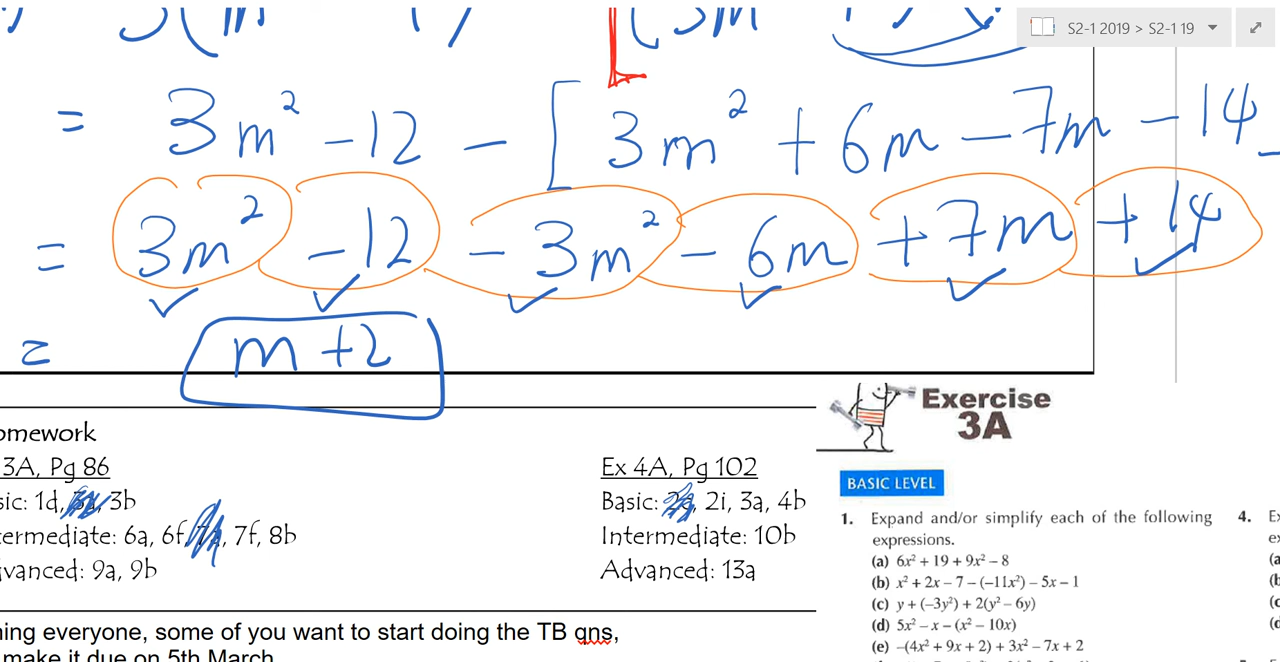 S2-1 2019 > S2-1 19
= 3m² - 12 - [ 3m² + 6m - 7m - 14
= 3m² - 12 - 3m² - 6m + 7m + 14
= m + 2
omework
3A, Pg 86
sic: 1d, 3b
termediate: 6a, 6f, 7f, 8b
vanced: 9a, 9b
Ex 4A, Pg 102
Basic: 2i, 3a, 4b
Intermediate: 10b
Advanced: 13a
ning everyone, some of you want to start doing the TB qns,
make it due on 5th March
Exercise
3A
BASIC LEVEL
1. Expand and/or simplify each of the following
expressions.
(a) 6x² + 19 + 9x² – 8
(b) x² + 2x – 7 – (–11x²) – 5x – 1
(c) y + (–3y²) + 2(y² – 6y)
(d) 5x² – x – (x² – 10x)
(e) –(4x² + 9x + 2) + 3x² – 7x + 2
4. Ex
ex
(a
(b
(c
(d